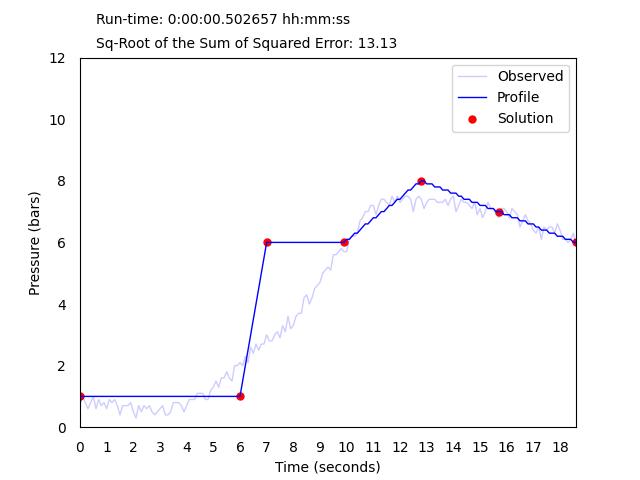 Run-time: 0:00:00.502657 hh:mm:ss
Sq-Root of the Sum of Squared Error: 13.13
12
10
8
6
4
2
0
Pressure (bars)
Observed
Profile
Solution
0 1 2 3 4 5 6 7 8 9 10 11 12 13 14 15 16 17 18
Time (seconds)